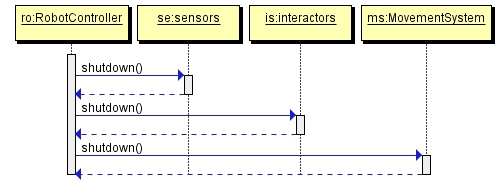 ro:RobotController se:sensors is:interactors ms:MovementSystem
shutdown()
shutdown()
shutdown()